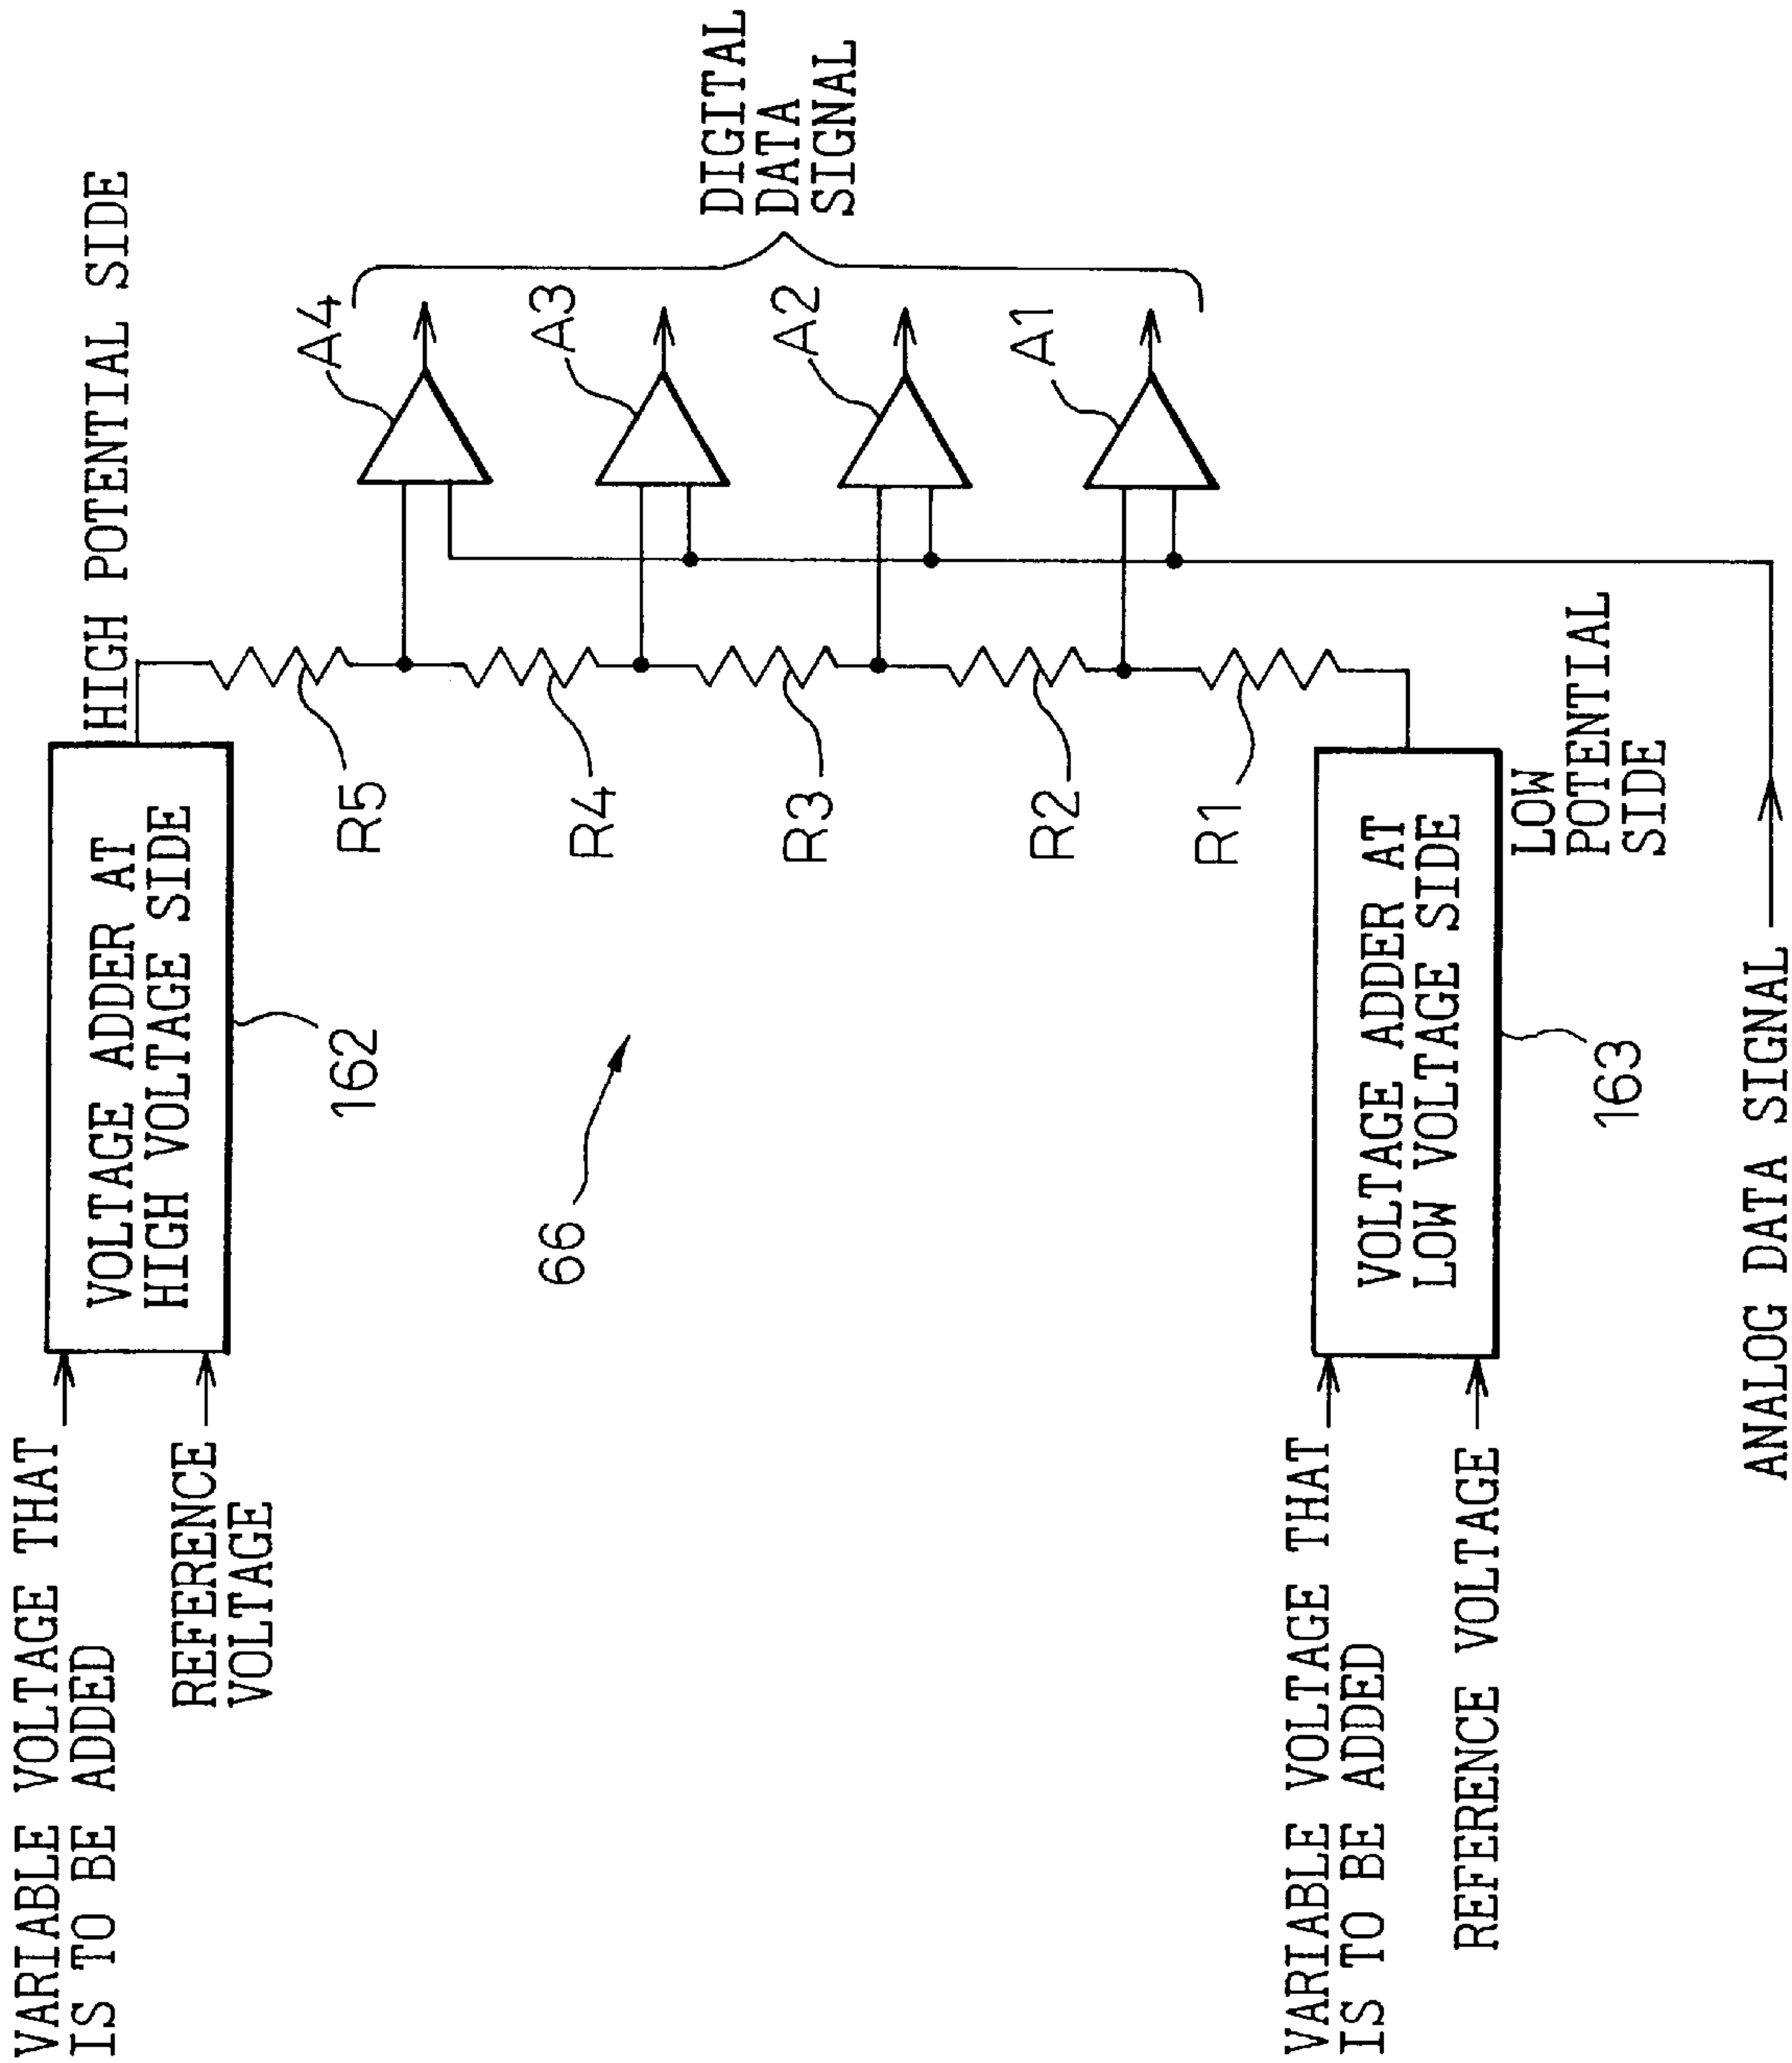 VARIABLE VOLTAGE THAT
IS TO BE ADDED
REFERENCE
VOLTAGE
VOLTAGE ADDER AT
HIGH VOLTAGE SIDE
162
HIGH POTENTIAL SIDE
R5
R4
R3
R2
R1
A4
A3
A2
A1
DIGITAL
DATA
SIGNAL
66
VARIABLE VOLTAGE THAT
IS TO BE ADDED
REFERENCE VOLTAGE
VOLTAGE ADDER AT
LOW VOLTAGE SIDE
163
LOW
POTENTIAL
SIDE
ANALOG DATA SIGNAL